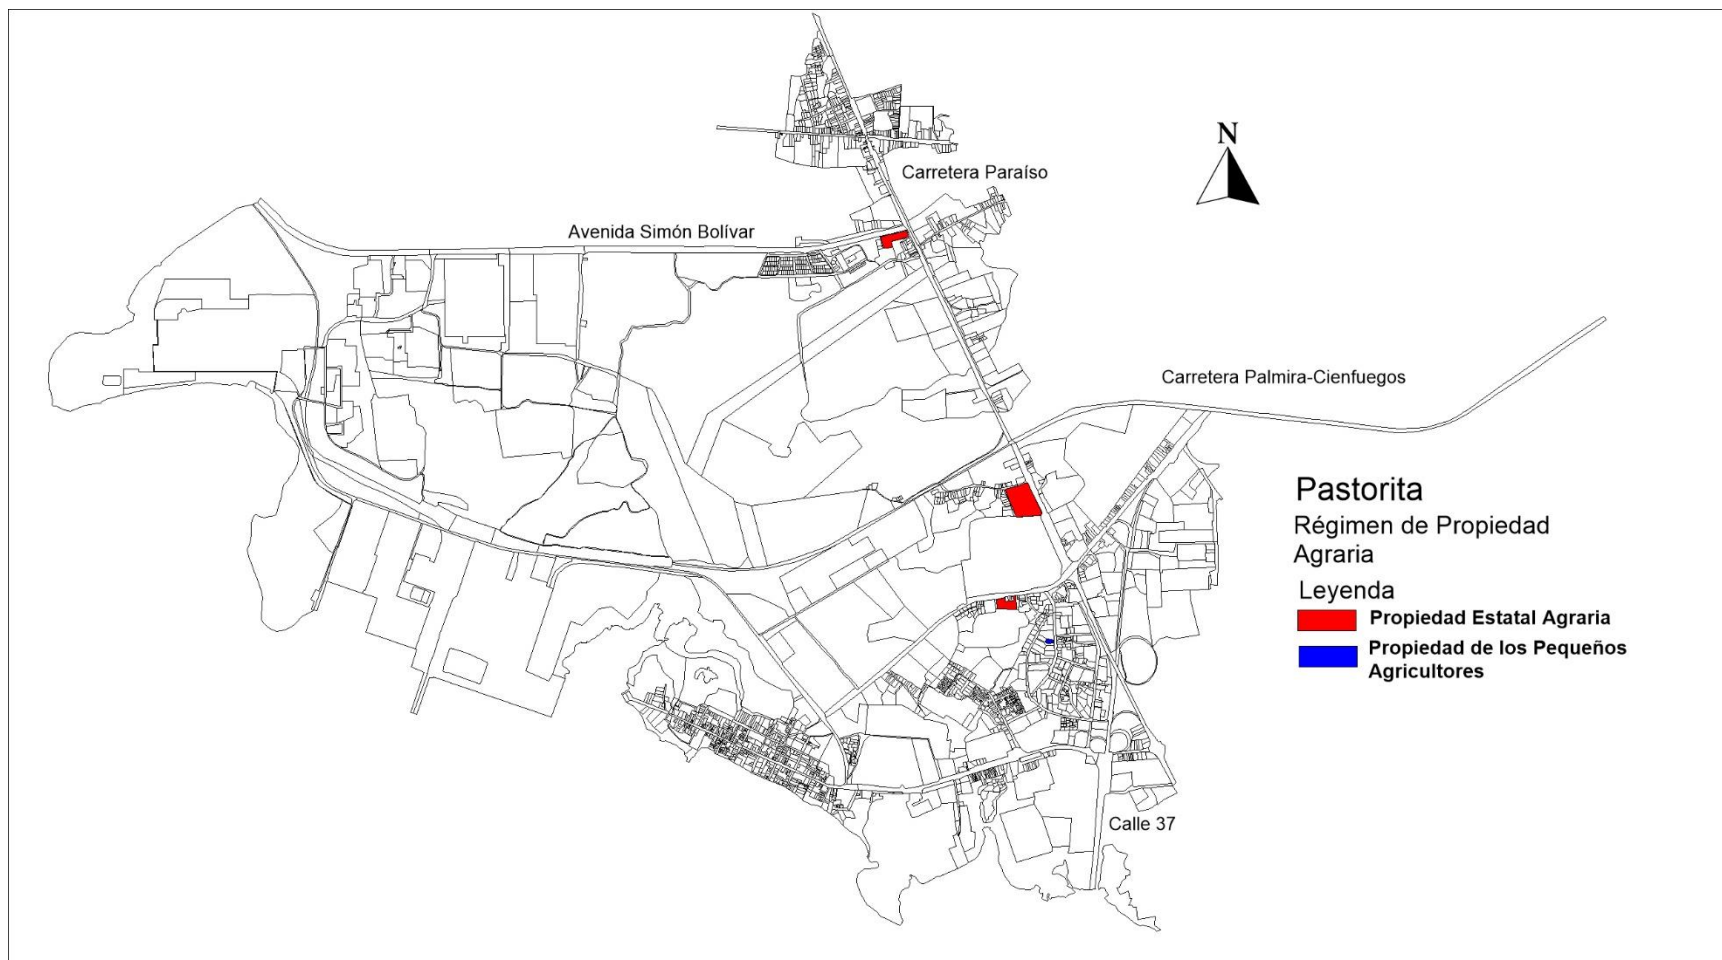 N
Carretera Paraíso
Avenida Simón Bolívar
Carretera Palmira-Cienfuegos
Pastorita
Régimen de Propiedad
Agraria
Leyenda
Propiedad Estatal Agraria
Propiedad de los Pequeños
Agricultores
Calle 37